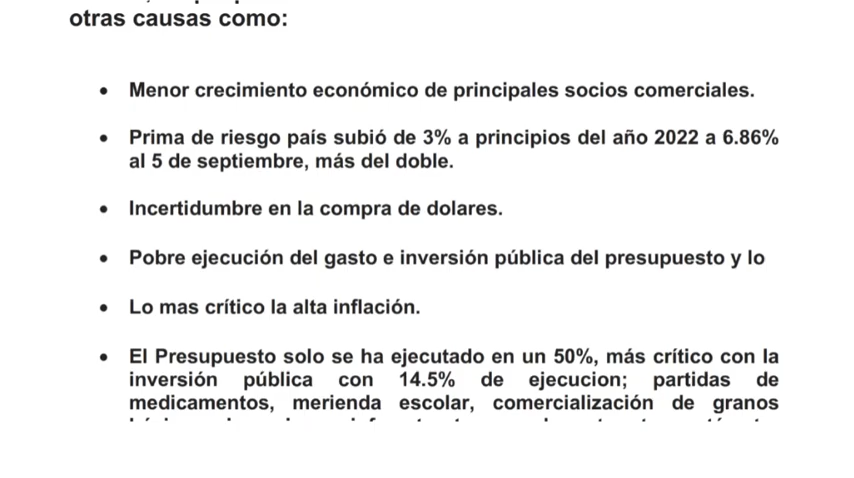 otras causas como:
• Menor crecimiento económico de principales socios comerciales.
• Prima de riesgo país subió de 3% a principios del año 2022 a 6.86%
al 5 de septiembre, más del doble.
• Incertidumbre en la compra de dolares.
• Pobre ejecución del gasto e inversión pública del presupuesto y lo
• Lo mas crítico la alta inflación.
• El Presupuesto solo se ha ejecutado en un 50%, más crítico con la
inversión pública con 14.5% de ejecucion; partidas de
medicamentos, merienda escolar, comercialización de granos